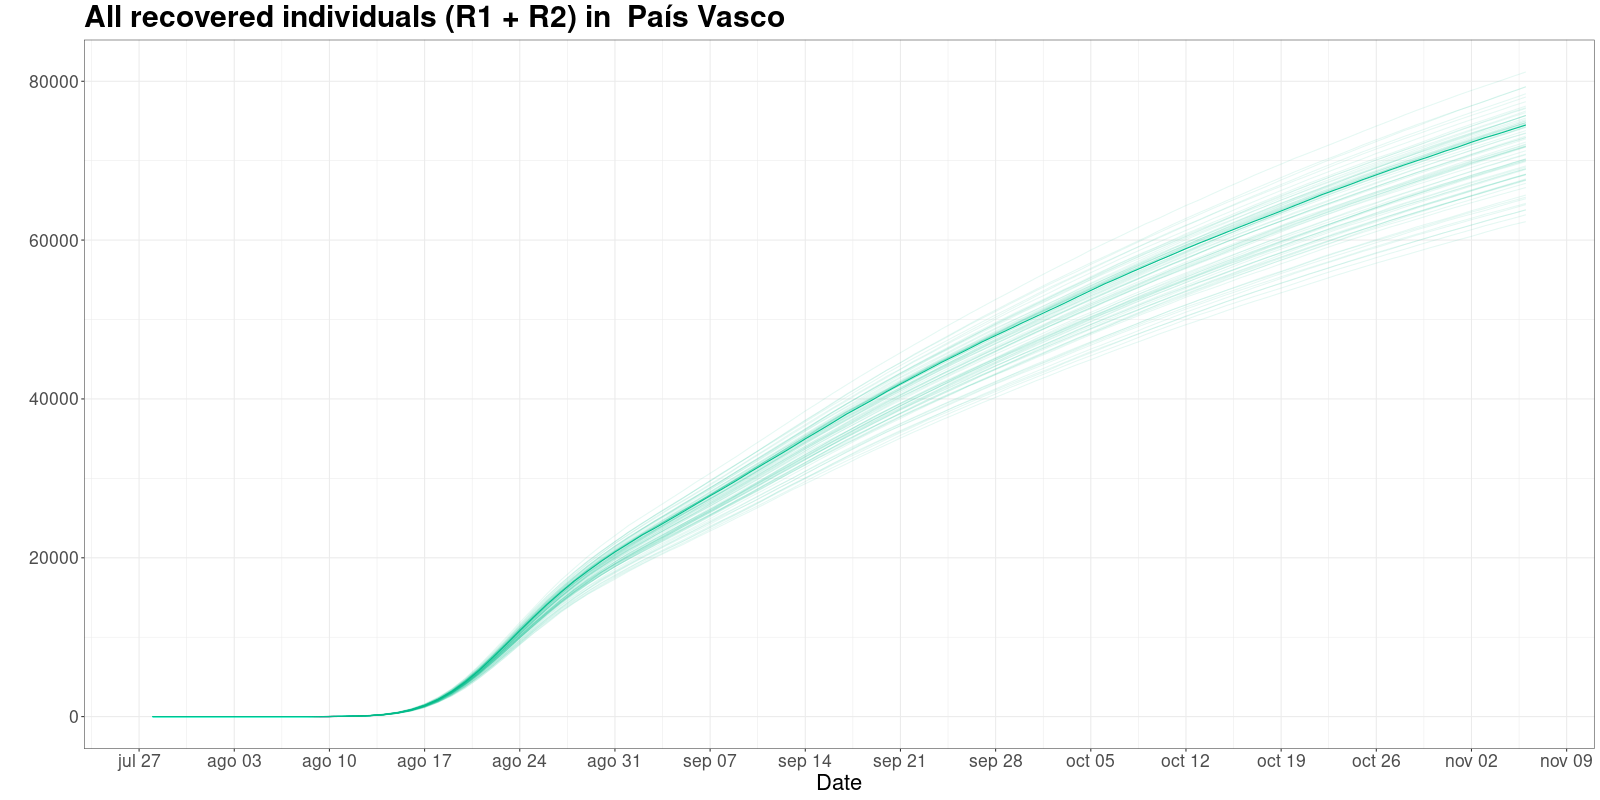 All recovered individuals (R1 + R2) in  País Vasco
80000
60000
40000
20000
0
jul 27 ago 03 ago 10 ago 17 ago 24 ago 31 sep 07 sep 14 sep 21 sep 28 oct 05 oct 12 oct 19 oct 26 nov 02 nov 09
Date